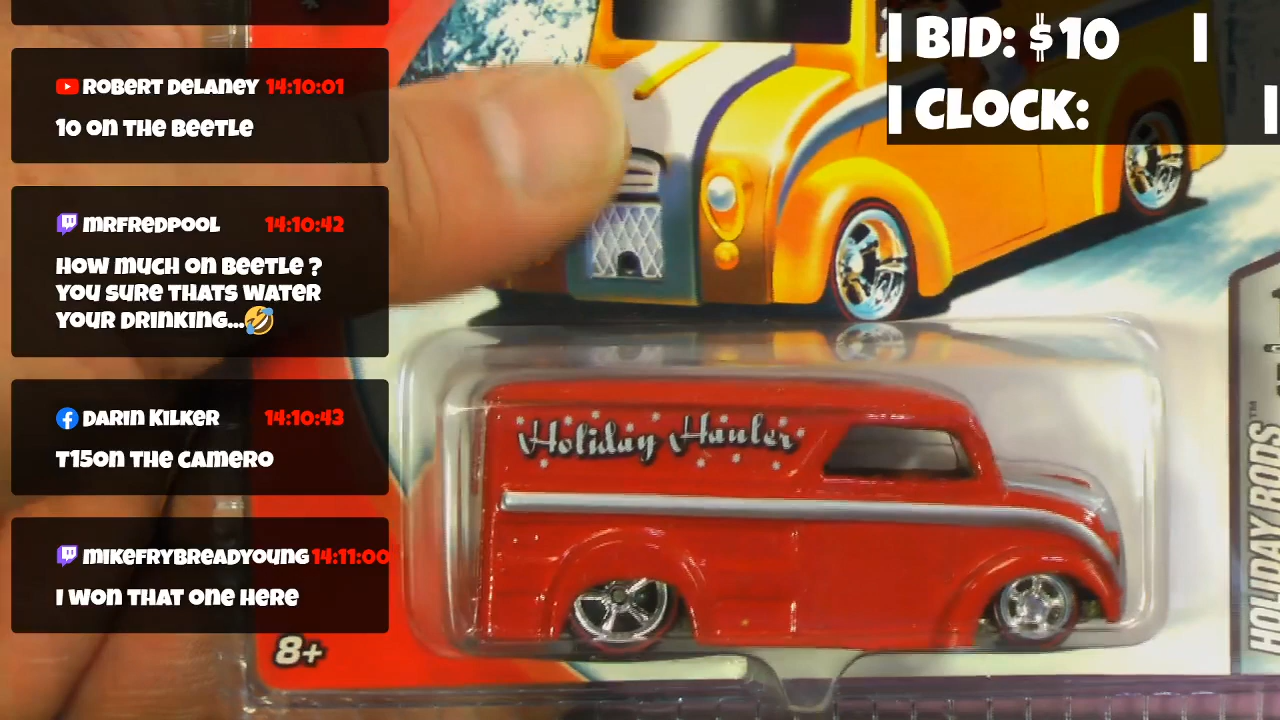 ROBERT DELANEY 14:10:01
10 ON THE BEETLE
MRFREDPOOL 14:10:42
HOW MUCH ON BEETLE ?
YOU SURE THATS WATER
YOUR DRINKING...🤣
DARIN KILKER 14:10:43
T15ON THE CAMERO
MIKEFRYBREADYOUNG 14:11:00
I WON THAT ONE HERE
| BID: $10 |
| CLOCK: |
Holiday Hauler
8+
HOLIDAY RODS™